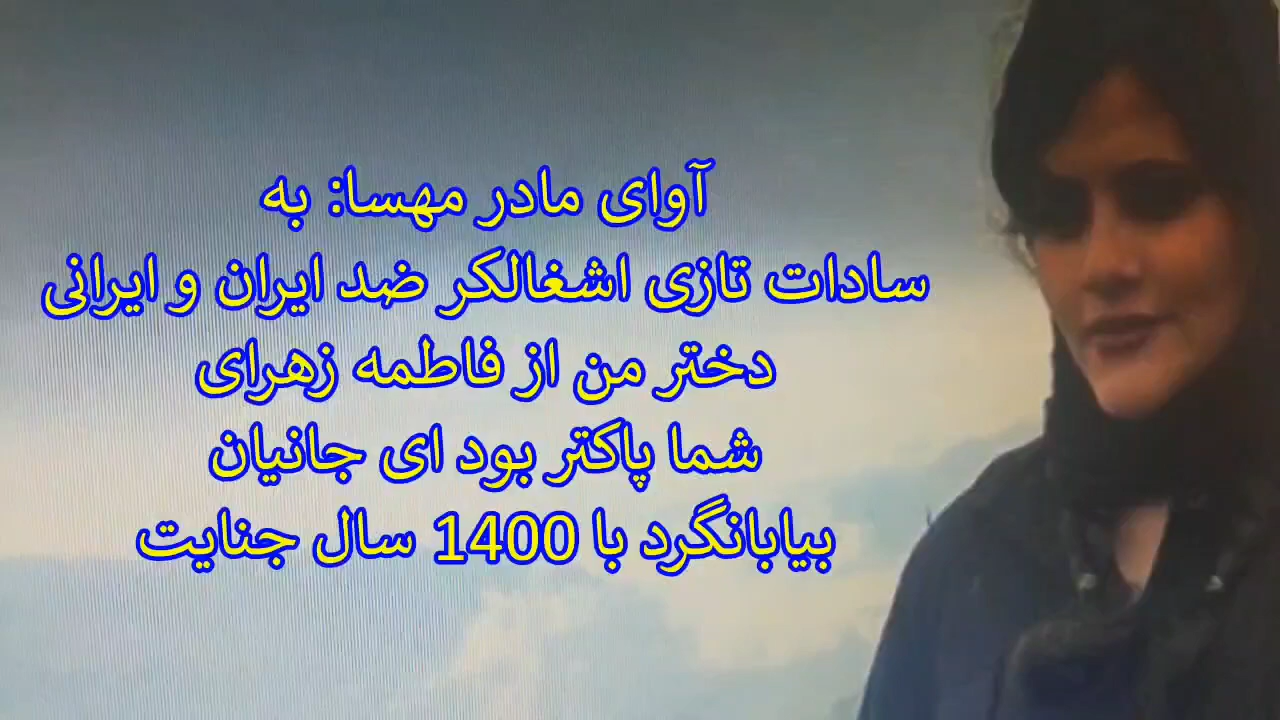 آوای مادر مهسا: به
سادات تازی اشغالکر ضد ایران و ایرانی
دختر من از فاطمه زهرای
شما پاکتر بود ای جانیان
بیابانگرد با 1400 سال جنایت